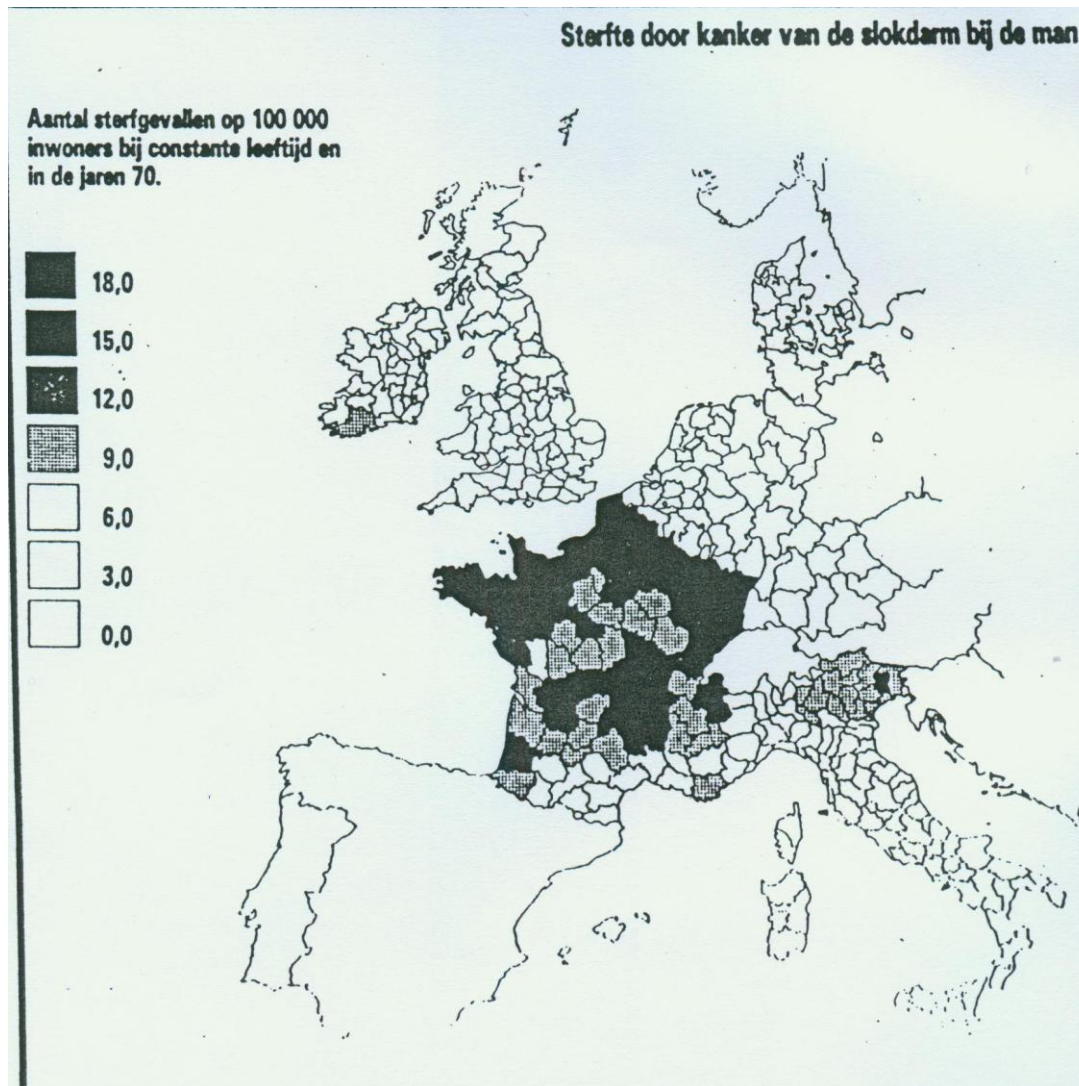 Sterfte door kanker van de slokdarm bij de man
Aantal sterfgevallen op 100 000
inwoners bij constante leeftijd en
in de jaren 70.
18,0
15,0
12,0
9,0
6,0
3,0
0,0